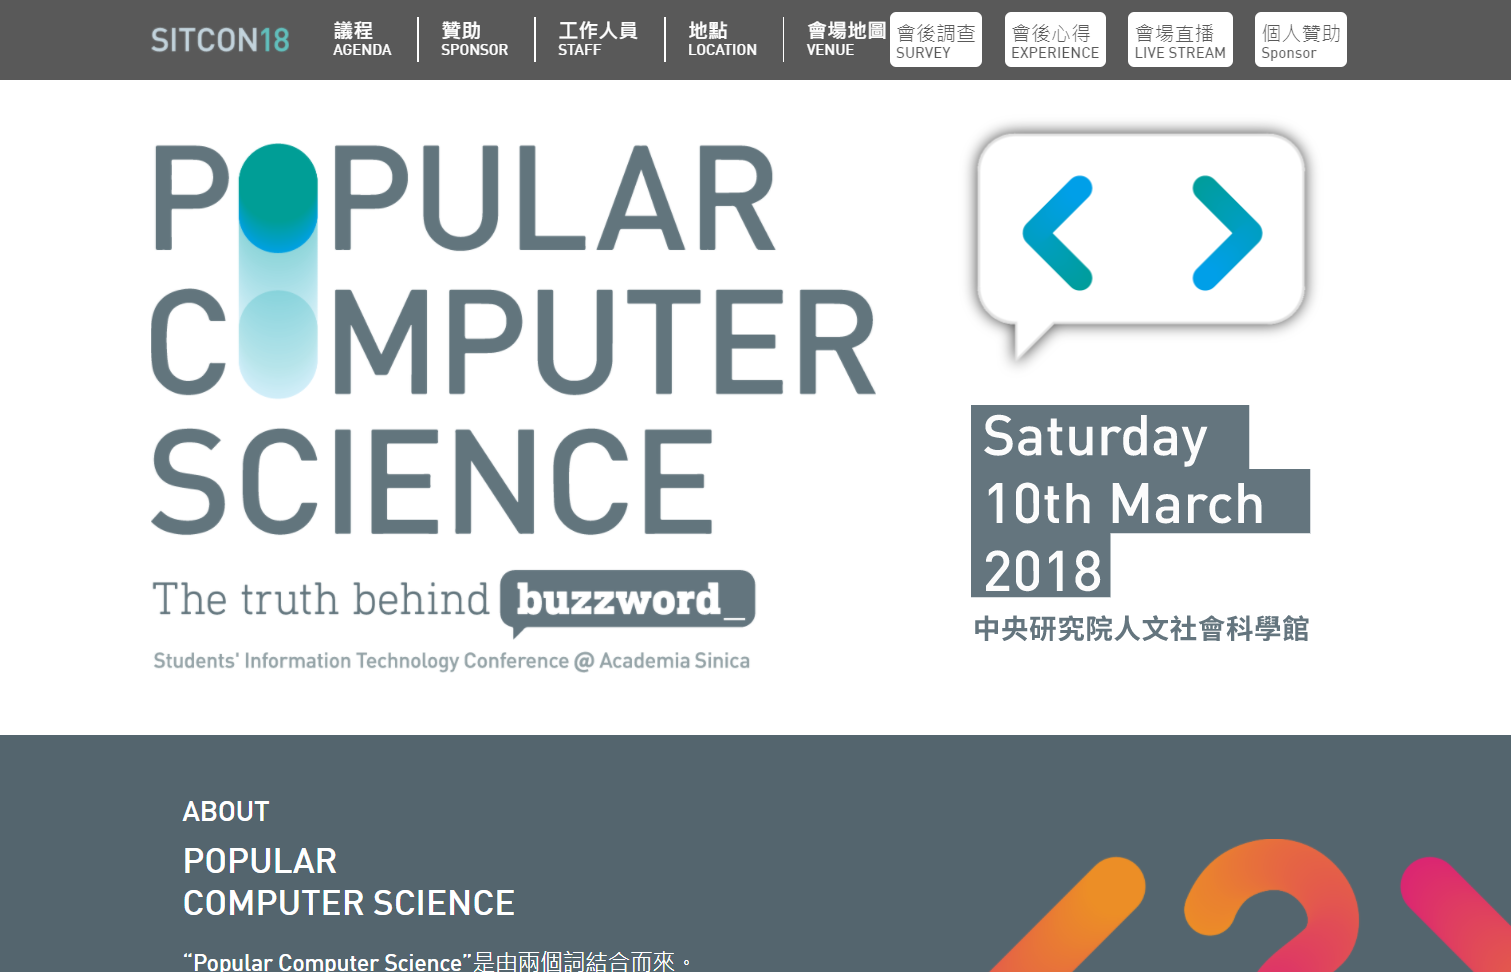 SITCON18
議程
AGENDA
贊助
SPONSOR
工作人員
STAFF
地點
LOCATION
會場地圖
VENUE
會後調查
SURVEY
會後心得
EXPERIENCE
會場直播
LIVE STREAM
個人贊助
Sponsor
POPULAR
COMPUTER
SCIENCE
The truth behind buzzword_
Students' Information Technology Conference @ Academia Sinica
Saturday
10th March
2018
中央研究院人文社會科學館
ABOUT
POPULAR
COMPUTER SCIENCE
“Popular Computer Science”是由兩個詞結合而來。